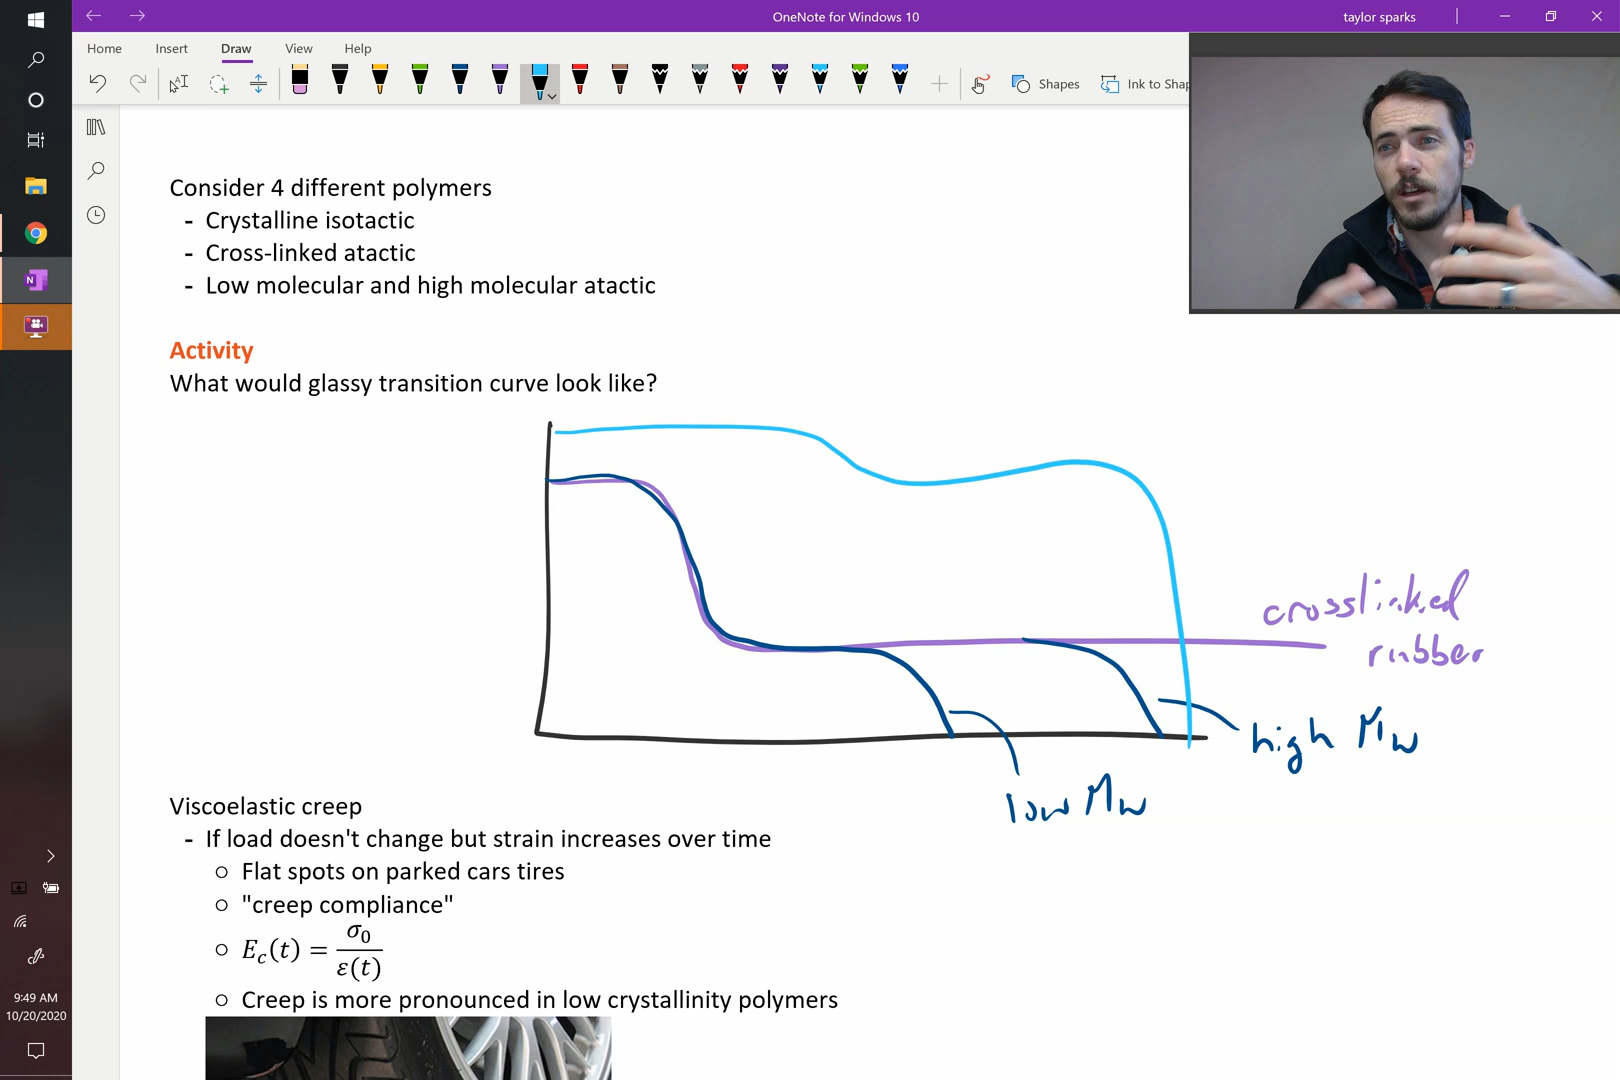 OneNote for Windows 10
taylor sparks
Home Insert Draw View Help
Shapes
Ink to Shap
Consider 4 different polymers
- Crystalline isotactic
- Cross-linked atactic
- Low molecular and high molecular atactic
Activity
What would glassy transition curve look like?
crosslinked
rubber
high Mw
low Mw
Viscoelastic creep
- If load doesn't change but strain increases over time
○ Flat spots on parked cars tires
○ "creep compliance"
○ E_c(t) = σ_0 / ε(t)
○ Creep is more pronounced in low crystallinity polymers
9:49 AM
10/20/2020